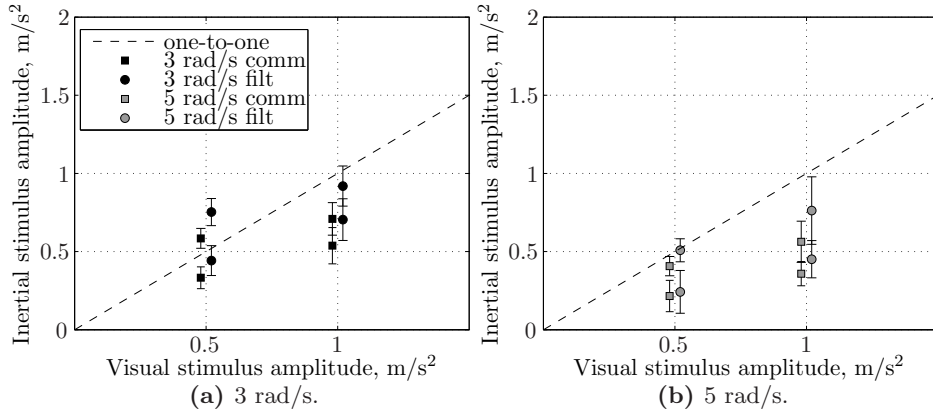 Inertial stimulus amplitude, m/s²
2
1.5
1
0.5
0
one-to-one
3 rad/s comm
3 rad/s filt
5 rad/s comm
5 rad/s filt
0.5
1
Visual stimulus amplitude, m/s²
(a) 3 rad/s.
Inertial stimulus amplitude, m/s²
2
1.5
1
0.5
0
0.5
1
Visual stimulus amplitude, m/s²
(b) 5 rad/s.